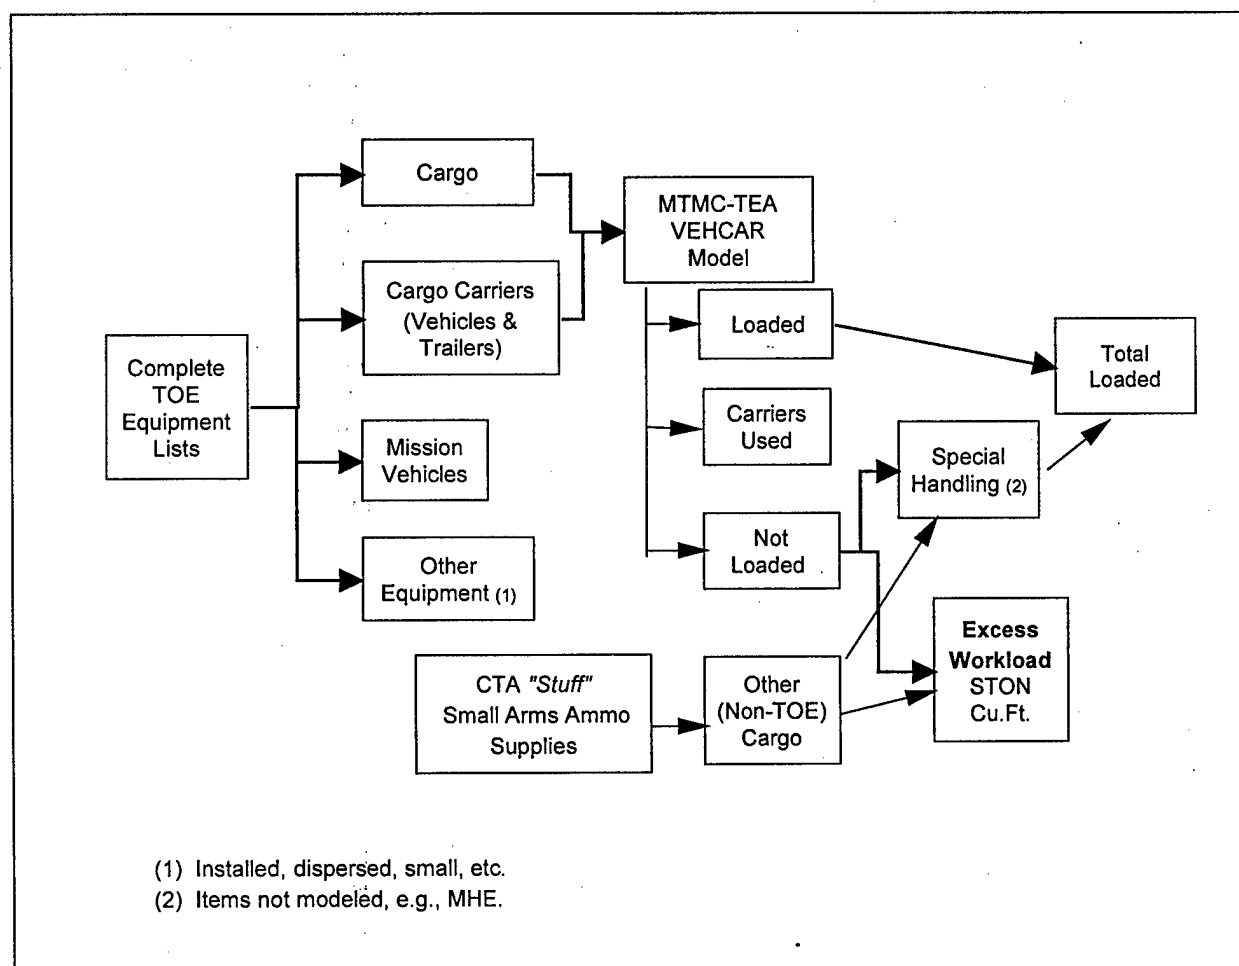 Cargo
MTMC-TEA
VEHCAR
Model
Cargo Carriers
(Vehicles &
Trailers)
Complete
TOE
Equipment
Lists
Mission
Vehicles
Other
Equipment (1)
Loaded
Carriers
Used
Not
Loaded
Total
Loaded
Special
Handling (2)
Excess
Workload
STON
Cu.Ft.
CTA "Stuff"
Small Arms Ammo
Supplies
Other
(Non-TOE)
Cargo
(1) Installed, dispersed, small, etc.
(2) Items not modeled, e.g., MHE.